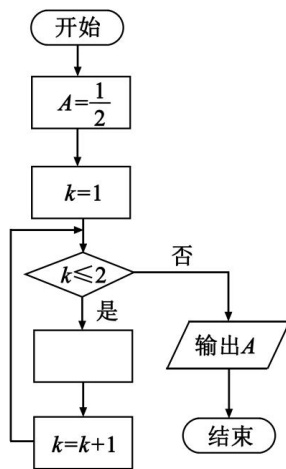 开始
A=1/2
k=1
k≤2
否
是
输出A
k=k+1
结束